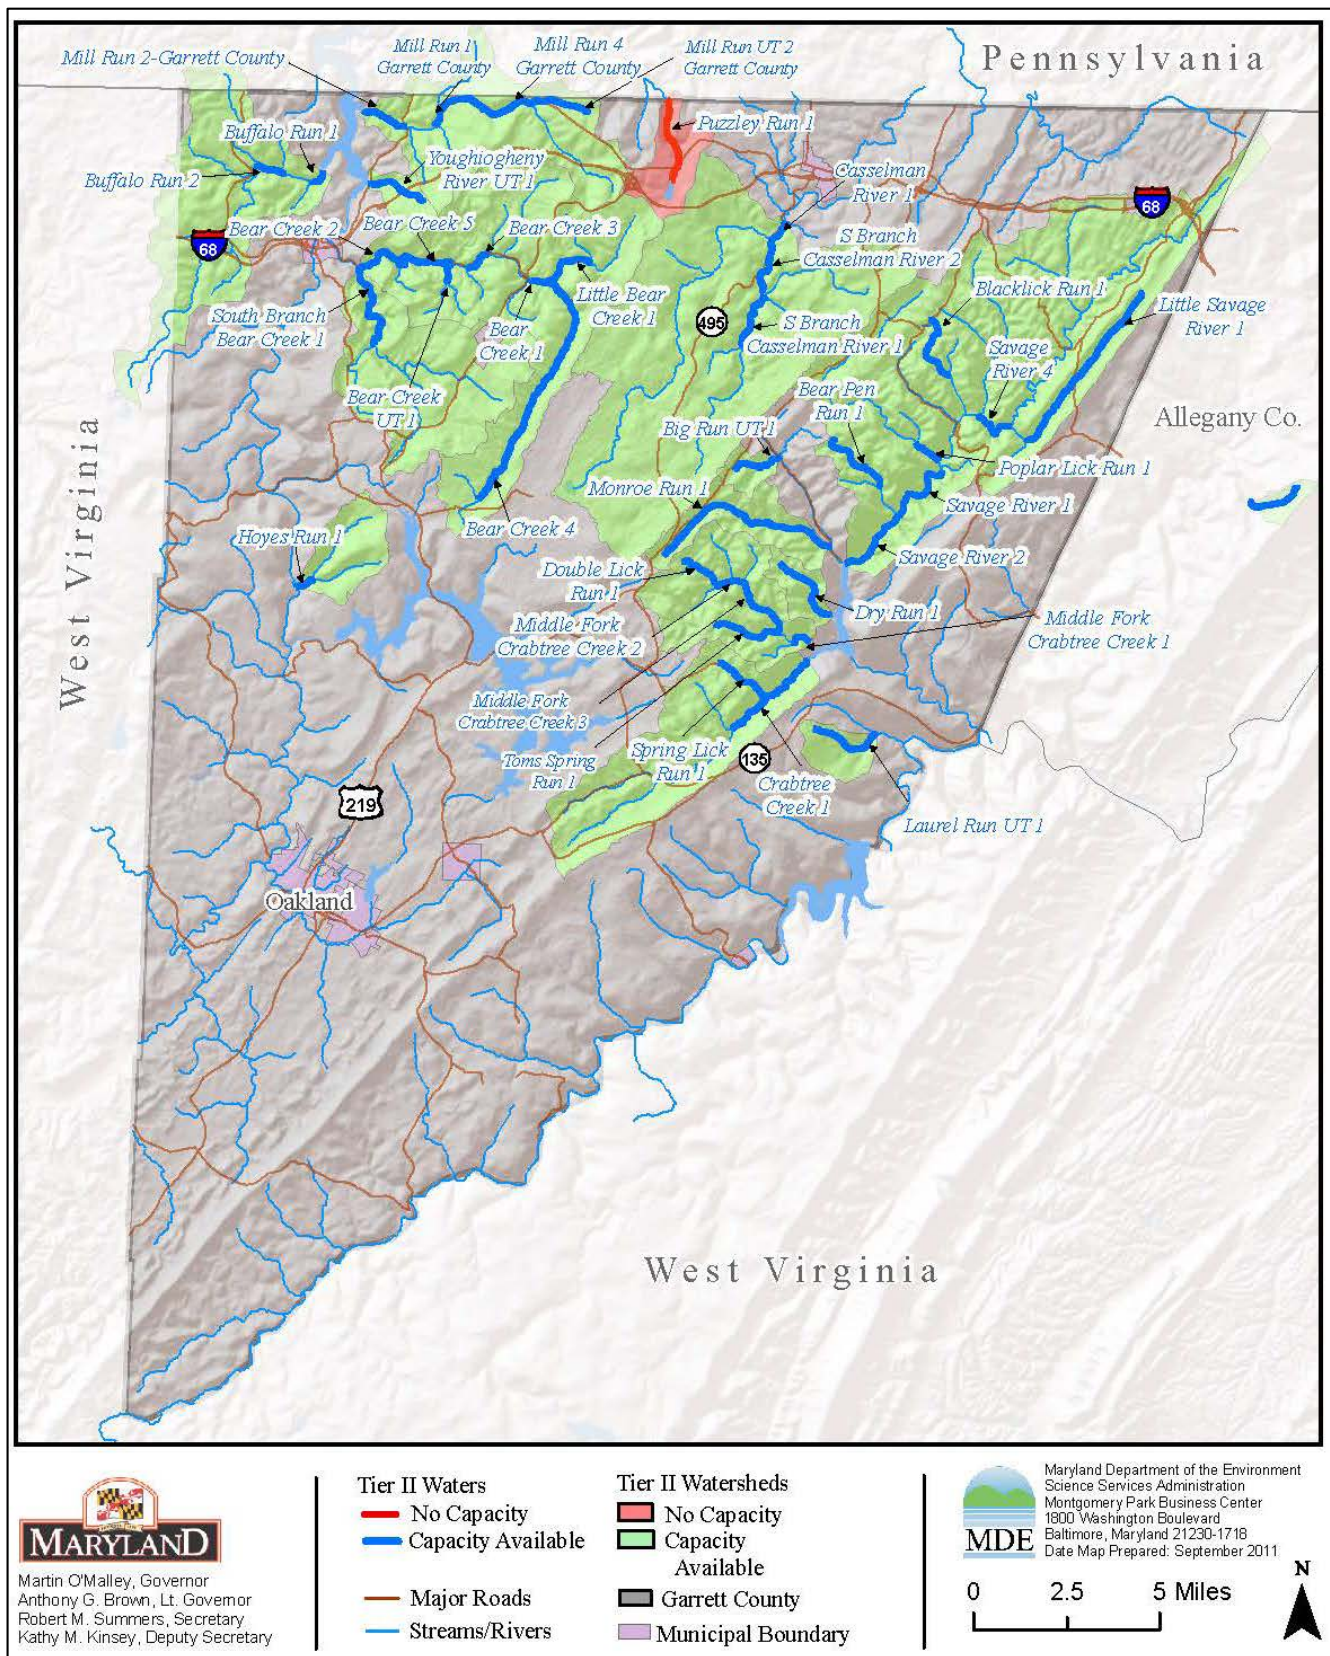 Pennsylvania
Mill Run 2-Garrett County
Mill Run 1
Garrett County
Mill Run 4
Garrett County
Mill Run UT 2
Garrett County
Buffalo Run 1
Puzzley Run 1
Buffalo Run 2
Youghiogheny
River UT 1
Casselman
River 1
68
Bear Creek 2
Bear Creek 5
Bear Creek 3
S Branch
Casselman River 2
68
South Branch
Bear Creek 1
Bear
Creek 1
Little Bear
Creek 1
495
S Branch
Casselman River 1
Blacklick Run 1
Little Savage
River 1
Savage
River 4
Bear Creek
UT 1
Bear Pen
Run 1
Allegany Co.
Big Run UT 1
Poplar Lick Run 1
Monroe Run 1
Savage River 1
Bear Creek 4
Hoyes Run 1
Savage River 2
West Virginia
Double Lick
Run 1
Dry Run 1
Middle Fork
Crabtree Creek 1
Middle Fork
Crabtree Creek 2
Middle Fork
Crabtree Creek 3
Toms Spring
Run 1
Spring Lick
Run 1
135
Crabtree
Creek 1
Laurel Run UT 1
219
Oakland
West Virginia
MARYLAND
Martin O'Malley, Governor
Anthony G. Brown, Lt. Governor
Robert M. Summers, Secretary
Kathy M. Kinsey, Deputy Secretary
Tier II Waters
No Capacity
Capacity Available
Major Roads
Streams/Rivers
Tier II Watersheds
No Capacity
Capacity
Available
Garrett County
Municipal Boundary
MDE
Maryland Department of the Environment
Science Services Administration
Montgomery Park Business Center
1800 Washington Boulevard
Baltimore, Maryland 21230-1718
Date Map Prepared: September 2011
0 2.5 5 Miles
N